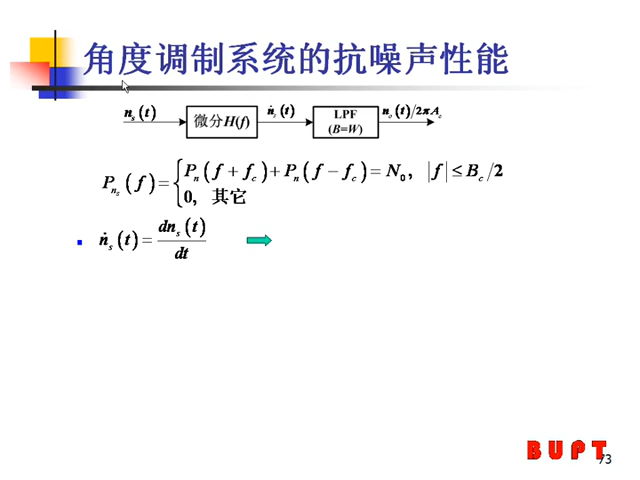 角度调制系统的抗噪声性能
n_s(t) 微分H(f) ṅ_s(t) LPF (B=W) n_o(t)/2πA_c
P_{n_s}(f) = { P_n(f + f_c) + P_n(f − f_c) = N_0, |f| ≤ B_c/2
0, 其它
ṅ_s(t) = dn_s(t)/dt
BUPT
73